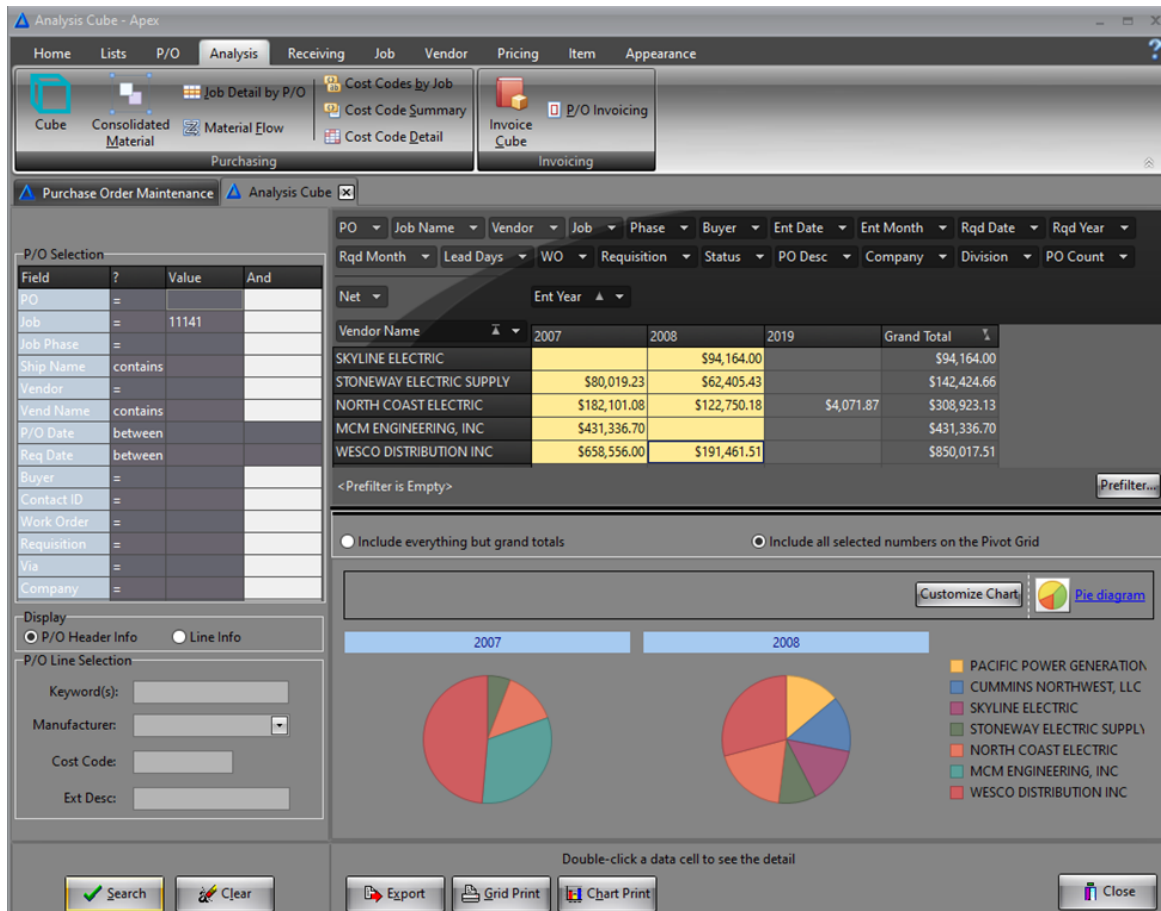 Analysis Cube - Apex
Home Lists P/O Analysis Receiving Job Vendor Pricing Item Appearance ?
Cube
Consolidated Material
Job Detail by P/O
Material Flow
Cost Codes by Job
Cost Code Summary
Cost Code Detail
Purchasing
Invoice Cube
P/O Invoicing
Invoicing
Purchase Order Maintenance Analysis Cube
P/O Selection
Field ? Value And
PO =
Job = 11141
Job Phase =
Ship Name contains
Vendor =
Vend Name contains
P/O Date between
Req Date between
Buyer =
Contact ID =
Work Order =
Requisition =
Via =
Company =
Display
P/O Header Info Line Info
P/O Line Selection
Keyword(s):
Manufacturer:
Cost Code:
Ext Desc:
Search Clear
PO Job Name Vendor Job Phase Buyer Ent Date Ent Month Rqd Date Rqd Year
Rqd Month Lead Days WO Requisition Status PO Desc Company Division PO Count
Net Ent Year
Vendor Name 2007 2008 2019 Grand Total
SKYLINE ELECTRIC $94,164.00 $94,164.00
STONEWAY ELECTRIC SUPPLY $80,019.23 $62,405.43 $142,424.66
NORTH COAST ELECTRIC $182,101.08 $122,750.18 $4,071.87 $308,923.13
MCM ENGINEERING, INC $431,336.70 $431,336.70
WESCO DISTRIBUTION INC $658,556.00 $191,461.51 $850,017.51
<Prefilter is Empty> Prefilter...
Include everything but grand totals Include all selected numbers on the Pivot Grid
Customize Chart Pie diagram
2007 2008
PACIFIC POWER GENERATION
CUMMINS NORTHWEST, LLC
SKYLINE ELECTRIC
STONEWAY ELECTRIC SUPPLY
NORTH COAST ELECTRIC
MCM ENGINEERING, INC
WESCO DISTRIBUTION INC
Double-click a data cell to see the detail
Export Grid Print Chart Print Close